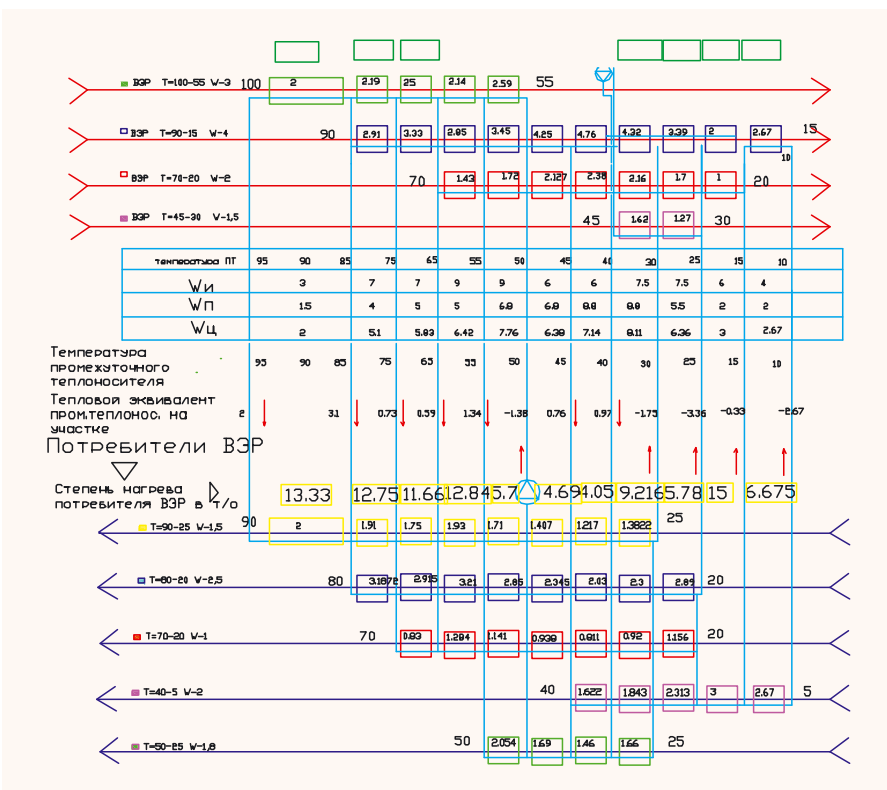 ВЭР T=100-55 W-3 100 2 2.19 25 2.14 2.59 55
ВЭР T=90-15 W-4 90 2.91 3.33 2.85 3.45 4.25 4.76 4.32 3.39 2 2.67 15
10
ВЭР T=70-20 W-2 70 1.43 1.72 2.127 2.38 2.16 1.7 1 20
ВЭР T=45-30 W-1,5 45 1.62 1.27 30
температура ПТ 95 90 85 75 65 55 50 45 40 30 25 15 10
Wи 3 7 7 9 9 6 6 7.5 7.5 6 4
Wп 1.5 4 5 5 6.8 6.8 8.8 8.8 5.5 2 2
Wц 2 5.1 5.83 6.42 7.76 6.38 7.14 8.11 6.36 3 2.67
Температура
промежуточного
теплоносителя
95 90 85 75 65 55 50 45 40 30 25 15 10
Тепловой эквивалент
пром.теплонос. на
участке
2 3.1 0.73 0.59 1.34 -1.38 0.76 0.97 -1.75 -3.36 -0.33 -2.67
Потребители ВЭР
Степень нагрева
потребителя ВЭР в т/о
13.33 12.75 11.66 12.84 5.7 4.69 4.05 9.216 5.78 15 6.675
T=90-25 W-1,5 90 2 1.91 1.75 1.93 1.71 1.407 1.217 1.3822 25
T=80-20 W-2,5 80 3.1872 2.915 3.21 2.85 2.345 2.03 2.3 2.89 20
T=70-20 W-1 70 0.83 1.284 1.141 0.938 0.811 0.92 1.156 20
T=40-5 W-2 40 1.622 1.843 2.313 3 2.67 5
T=50-25 W-1,8 50 2.054 1.69 1.46 1.66 25